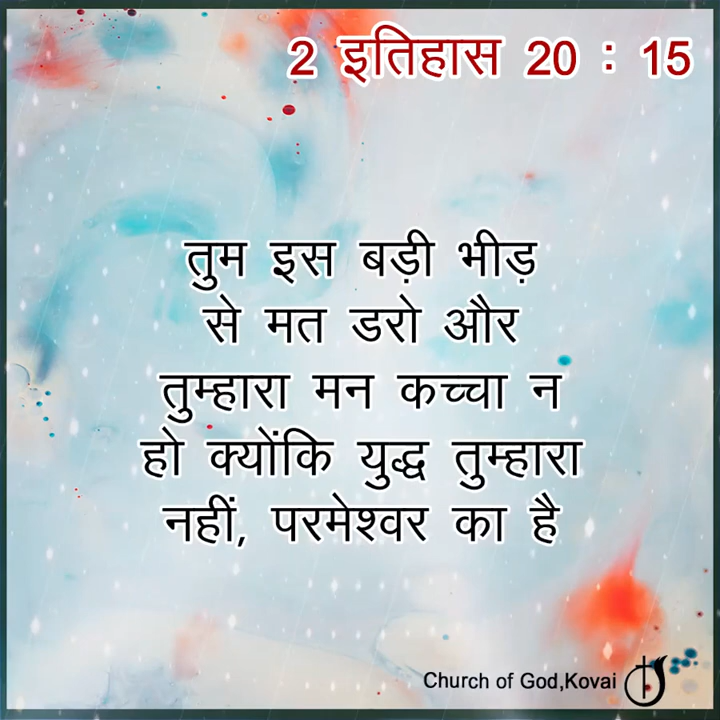 2 इतिहास 20 : 15
तुम इस बड़ी भीड़
से मत डरो और
तुम्हारा मन कच्चा न
हो क्योंकि युद्ध तुम्हारा
नहीं, परमेश्वर का है
Church of God,Kovai